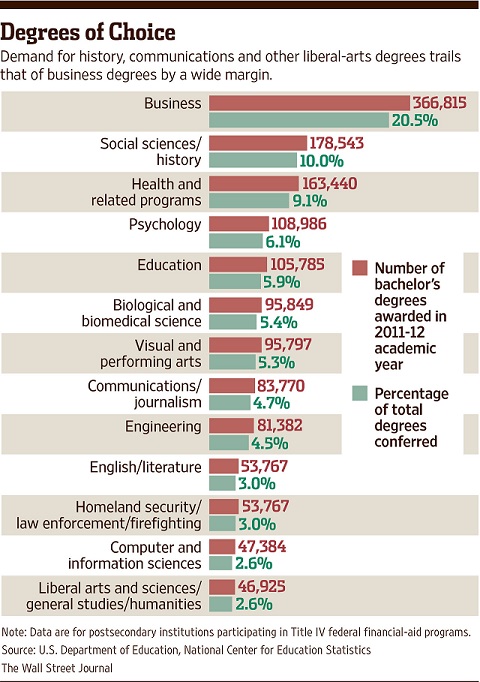 Degrees of Choice
Demand for history, communications and other liberal-arts degrees trails
that of business degrees by a wide margin.
Business
366,815
20.5%
Social sciences/
history
178,543
10.0%
Health and
related programs
163,440
9.1%
Psychology
108,986
6.1%
Education
105,785
5.9%
Biological and
biomedical science
95,849
5.4%
Visual and
performing arts
95,797
5.3%
Communications/
journalism
83,770
4.7%
Engineering
81,382
4.5%
English/literature
53,767
3.0%
Homeland security/
law enforcement/firefighting
53,767
3.0%
Computer and
information sciences
47,384
2.6%
Liberal arts and sciences/
general studies/humanities
46,925
2.6%
Number of
bachelor's
degrees
awarded in
2011-12
academic
year
Percentage
of total
degrees
conferred
Note: Data are for postsecondary institutions participating in Title IV federal financial-aid programs.
Source: U.S. Department of Education, National Center for Education Statistics
The Wall Street Journal